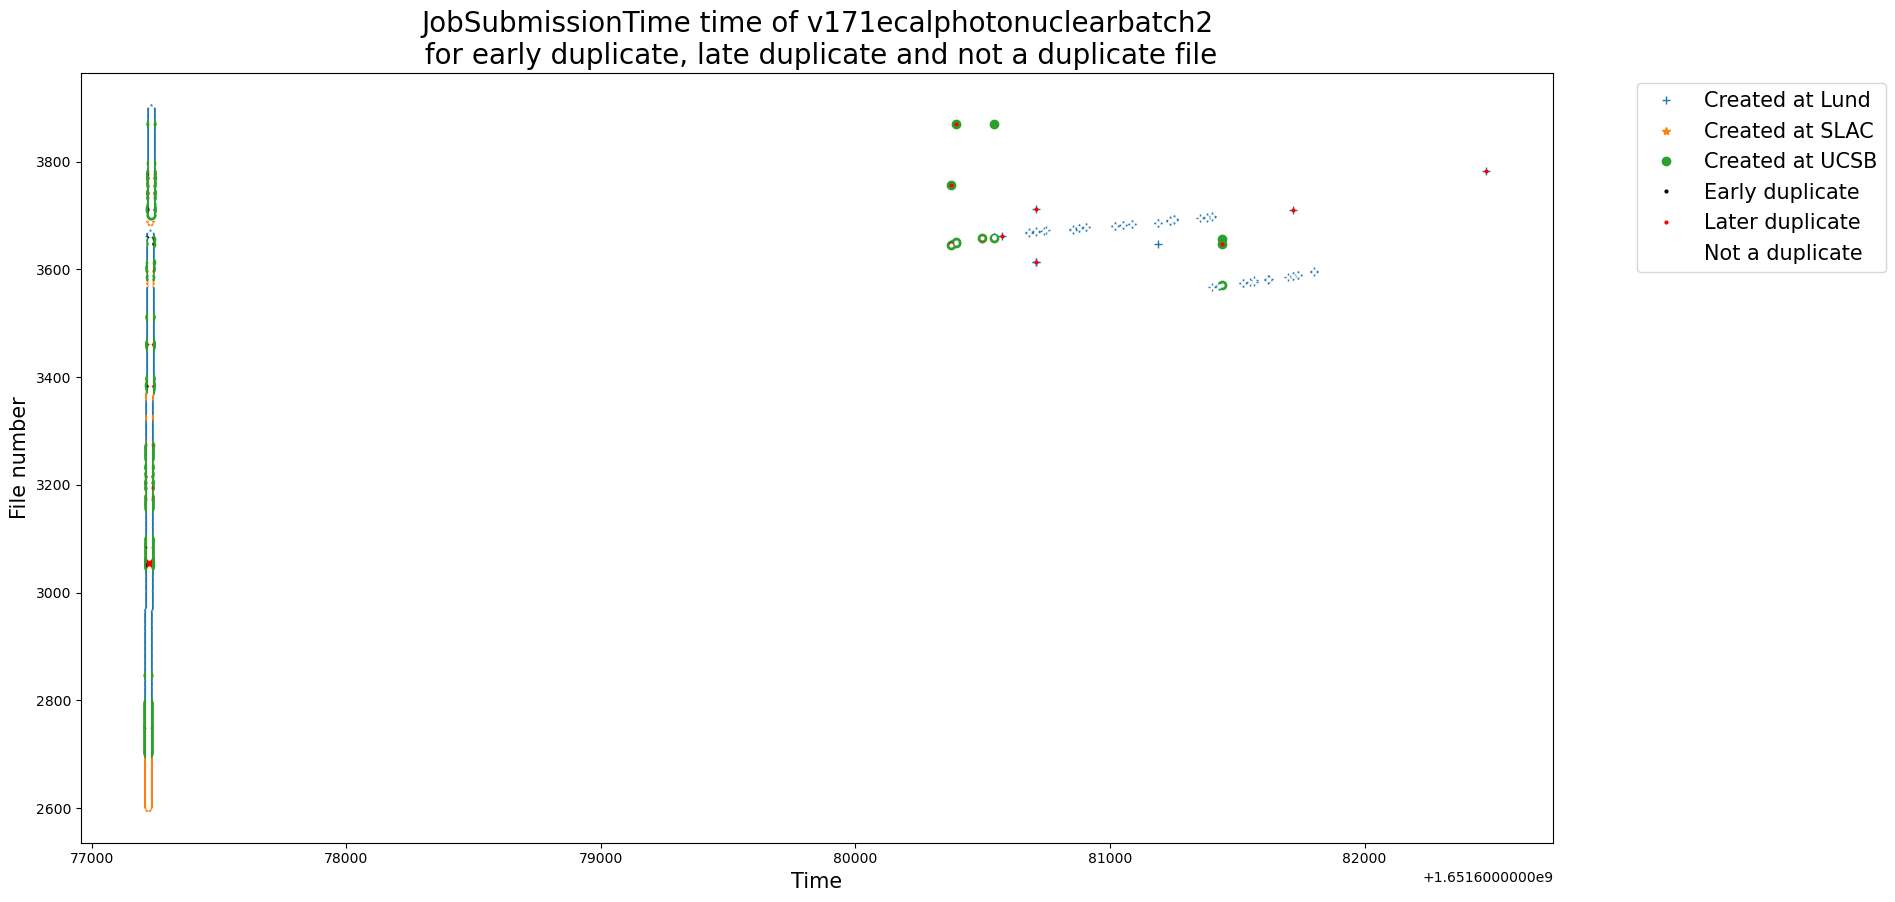 JobSubmissionTime time of v171ecalphotonuclearbatch2
for early duplicate, late duplicate and not a duplicate file
Created at Lund
Created at SLAC
Created at UCSB
Early duplicate
Later duplicate
Not a duplicate
File number
3800
3600
3400
3200
3000
2800
2600
77000
78000
79000
80000
81000
82000
Time
+1.6516000000e9